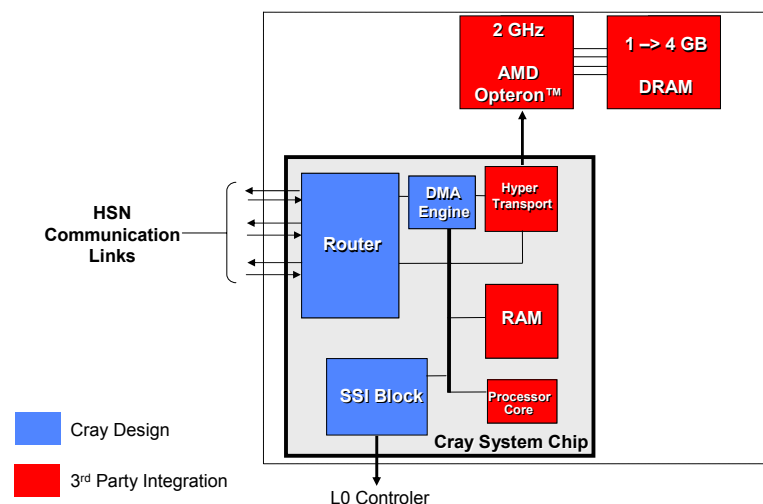 2 GHz
AMD
Opteron™
1 –> 4 GB
DRAM
HSN
Communication
Links
Router
DMA
Engine
Hyper
Transport
RAM
SSI Block
Processor
Core
Cray System Chip
Cray Design
3rd Party Integration
L0 Controler